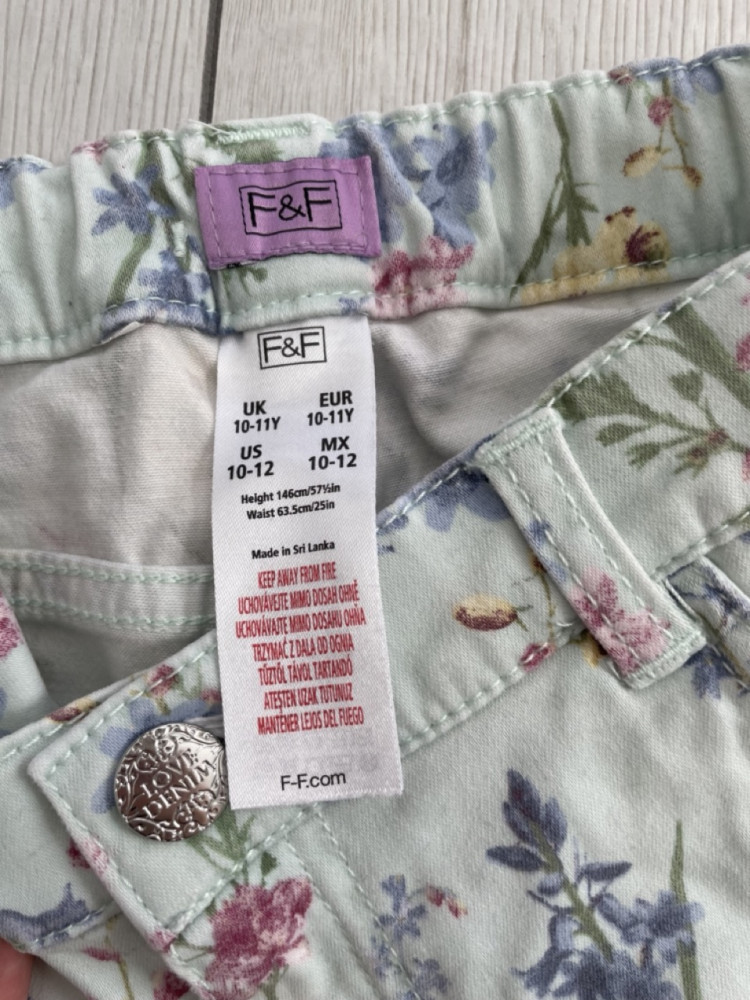 F&F
F&F
UK EUR
10-11Y 10-11Y
US MX
10-12 10-12
Height 146cm/57½in
Waist 63.5cm/25in
Made in Sri Lanka
KEEP AWAY FROM FIRE
UCHOVÁVEJTE MIMO DOSAH OHNĚ
UCHOVÁVAJTE MIMO DOSAHU OHŇA
TRZYMAĆ Z DALA OD OGNIA
TŰZTŐL TÁVOL TARTANDÓ
ATEŞTEN UZAK TUTUNUZ
MANTENER LEJOS DEL FUEGO
F-F.com
LOVE
DENIM